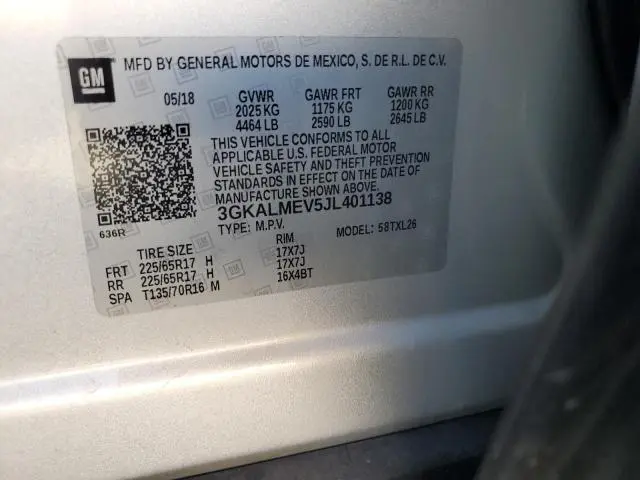 GM
MFD BY GENERAL MOTORS DE MEXICO, S. DE R.L. DE C.V.
05/18 GVWR GAWR FRT GAWR RR
2025 KG 1175 KG 1200 KG
4464 LB 2590 LB 2645 LB
THIS VEHICLE CONFORMS TO ALL
APPLICABLE U.S. FEDERAL MOTOR
VEHICLE SAFETY AND THEFT PREVENTION
STANDARDS IN EFFECT ON THE DATE OF
MANUFACTURE SHOWN ABOVE.
3GKALMEV5JL401138
636R TYPE: M.P.V. MODEL: 58TXL26
TIRE SIZE RIM
FRT 225/65R17 H 17X7J
RR 225/65R17 H 17X7J
SPA T135/70R16 M 16X4BT